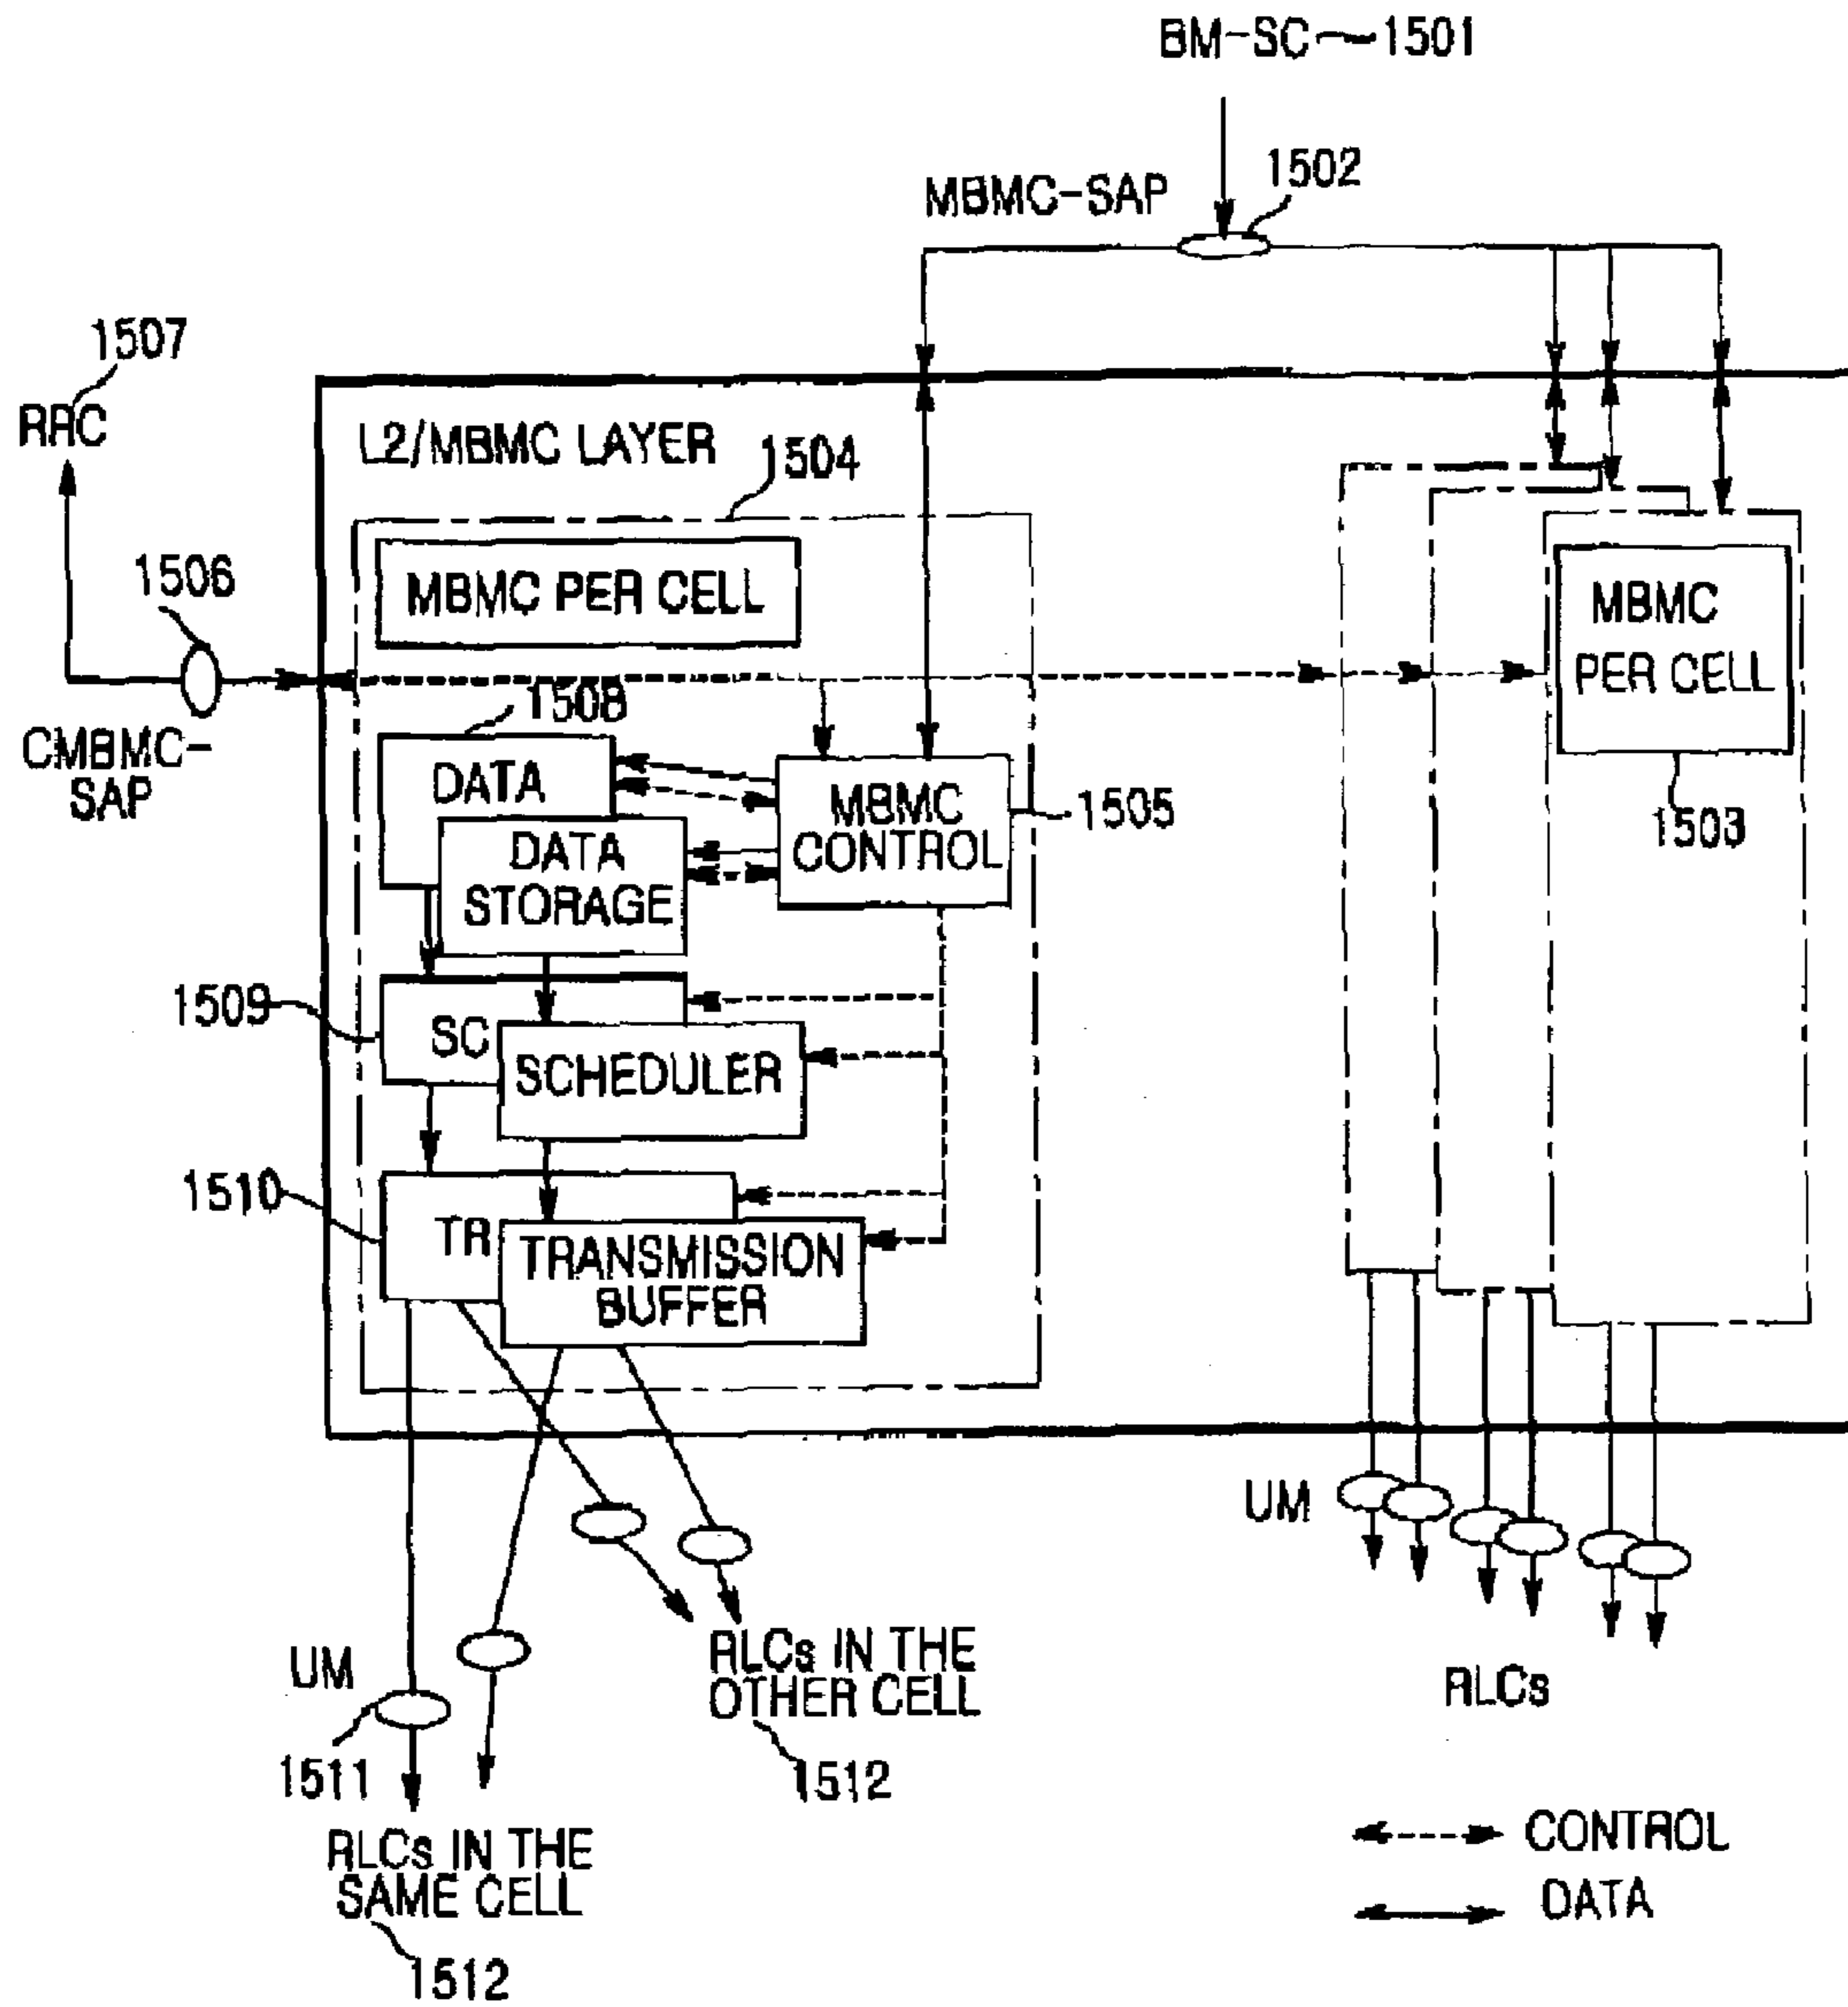 BM-SC 1501
MBMC-SAP
1502
1507
RRC
L2/MBMC LAYER
1504
1506
MBMC PER CELL
MBMC
PER CELL
CMBMC-
SAP
1508
DATA
MBMC
CONTROL
1505
1503
DATA
STORAGE
1509
SC
SCHEDULER
1510
TR
TRANSMISSION
BUFFER
UM
UM
RLCs IN THE
OTHER CELL
1512
RLCs
1511
RLCs IN THE
SAME CELL
1512
CONTROL
DATA